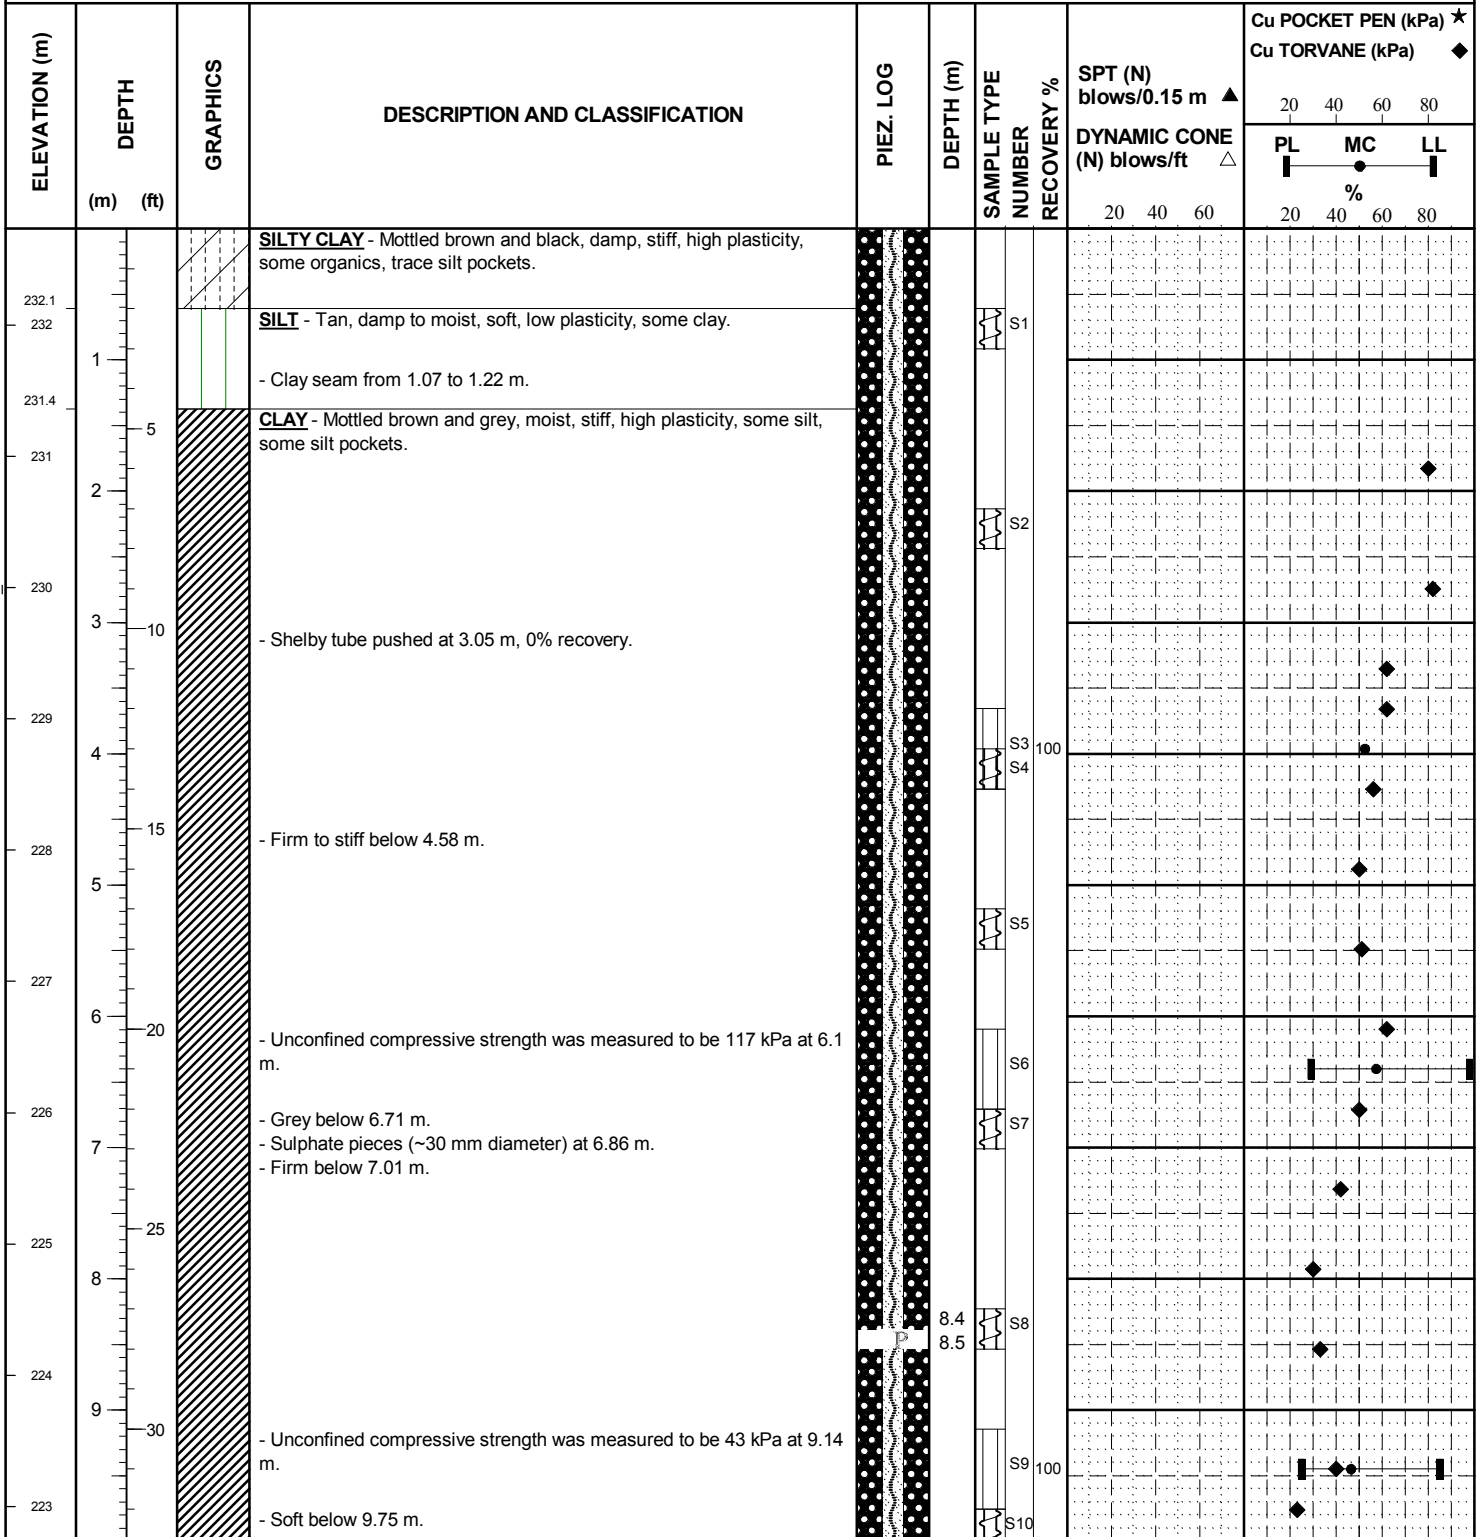 ELEVATION (m)
DEPTH
(m) (ft)
GRAPHICS
DESCRIPTION AND CLASSIFICATION
PIEZ. LOG
DEPTH (m)
SAMPLE TYPE
NUMBER
RECOVERY %
SPT (N)
blows/0.15 m ▲
DYNAMIC CONE
(N) blows/ft △
20 40 60
Cu POCKET PEN (kPa) ★
Cu TORVANE (kPa) ◆
20 40 60 80
PL MC LL
%
20 40 60 80
SILTY CLAY - Mottled brown and black, damp, stiff, high plasticity,
some organics, trace silt pockets.
232.1
SILT - Tan, damp to moist, soft, low plasticity, some clay.
S1
232
1
- Clay seam from 1.07 to 1.22 m.
231.4
CLAY - Mottled brown and grey, moist, stiff, high plasticity, some silt,
5
some silt pockets.
231
2
S2
230
3
10
- Shelby tube pushed at 3.05 m, 0% recovery.
229
S3 100
4
S4
15
- Firm to stiff below 4.58 m.
228
5
S5
227
6
20
- Unconfined compressive strength was measured to be 117 kPa at 6.1
m.
S6
226
- Grey below 6.71 m.
S7
7
- Sulphate pieces (~30 mm diameter) at 6.86 m.
- Firm below 7.01 m.
25
225
8
8.4
S8
P
8.5
224
9
30
- Unconfined compressive strength was measured to be 43 kPa at 9.14
m.
S9 100
223
- Soft below 9.75 m.
S10